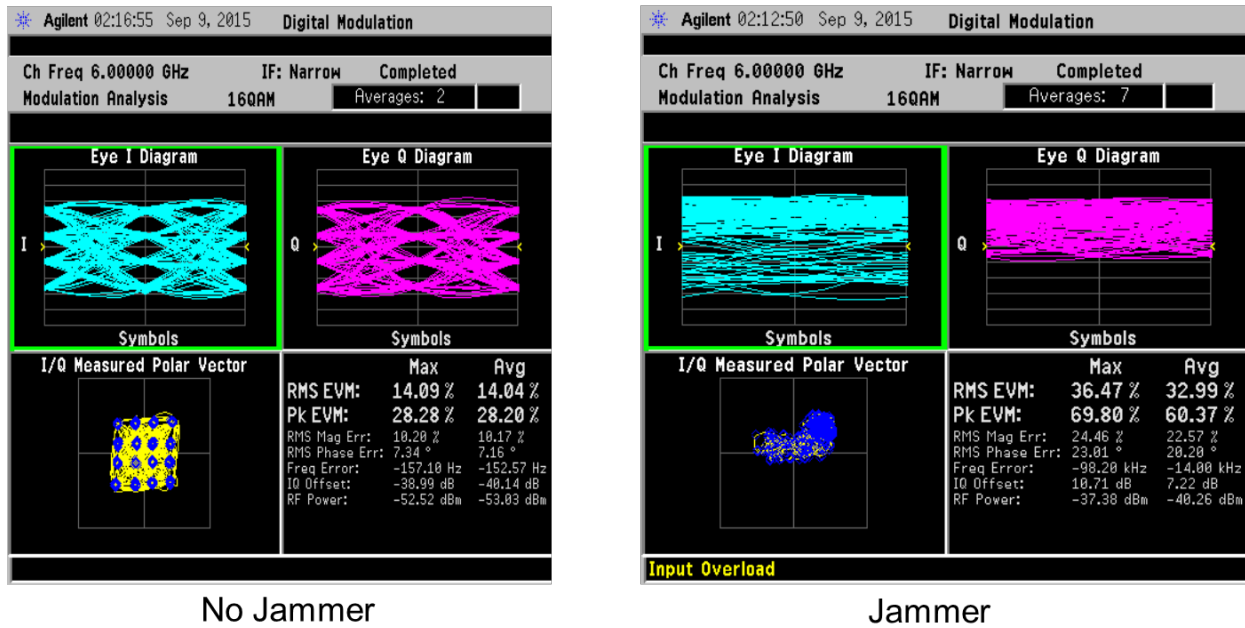 Agilent 02:16:55 Sep 9, 2015 Digital Modulation
Ch Freq 6.00000 GHz IF: Narrow Completed
Modulation Analysis 16QAM Averages: 2
Eye I Diagram Eye Q Diagram
I Q
Symbols Symbols
I/Q Measured Polar Vector
Max Avg
RMS EVM: 14.09 % 14.04 %
Pk EVM: 28.28 % 28.20 %
RMS Mag Err: 10.20 % 10.17 %
RMS Phase Err: 7.34 ° 7.16 °
Freq Error: -157.10 Hz -152.57 Hz
IQ Offset: -38.99 dB -40.14 dB
RF Power: -52.52 dBm -53.03 dBm
No Jammer
Agilent 02:12:50 Sep 9, 2015 Digital Modulation
Ch Freq 6.00000 GHz IF: Narrow Completed
Modulation Analysis 16QAM Averages: 7
Eye I Diagram Eye Q Diagram
I Q
Symbols Symbols
I/Q Measured Polar Vector
Max Avg
RMS EVM: 36.47 % 32.99 %
Pk EVM: 69.80 % 60.37 %
RMS Mag Err: 24.46 % 22.57 %
RMS Phase Err: 23.01 ° 20.20 °
Freq Error: -98.20 kHz -14.00 kHz
IQ Offset: 10.71 dB 7.22 dB
RF Power: -37.38 dBm -40.26 dBm
Input Overload
Jammer